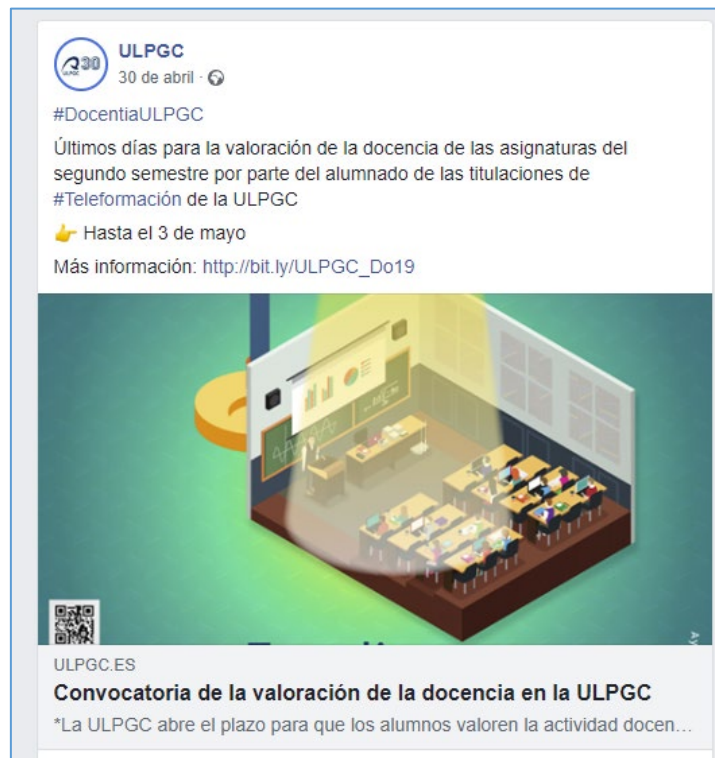 ULPGC
30 de abril ·
#DocentiaULPGC
Últimos días para la valoración de la docencia de las asignaturas del
segundo semestre por parte del alumnado de las titulaciones de
#Teleformación de la ULPGC
👉 Hasta el 3 de mayo
Más información: http://bit.ly/ULPGC_Do19
ULPGC.ES
Convocatoria de la valoración de la docencia en la ULPGC
*La ULPGC abre el plazo para que los alumnos valoren la actividad docen...